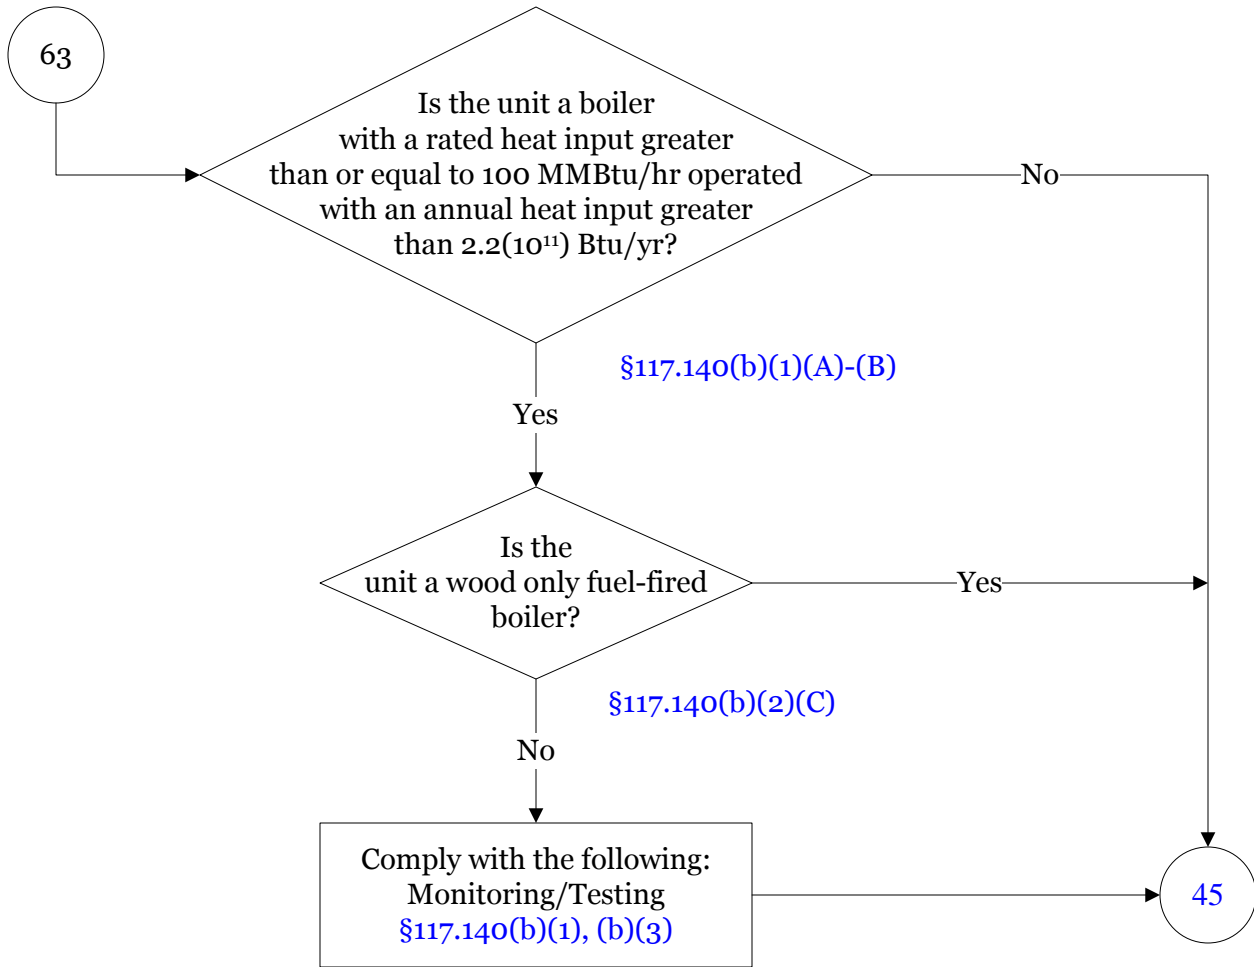 63
Is the unit a boiler
with a rated heat input greater
than or equal to 100 MMBtu/hr operated
with an annual heat input greater
than 2.2(10¹¹) Btu/yr?
No
§117.140(b)(1)(A)-(B)
Yes
Is the
unit a wood only fuel-fired
boiler?
Yes
§117.140(b)(2)(C)
No
Comply with the following:
Monitoring/Testing
§117.140(b)(1), (b)(3)
45